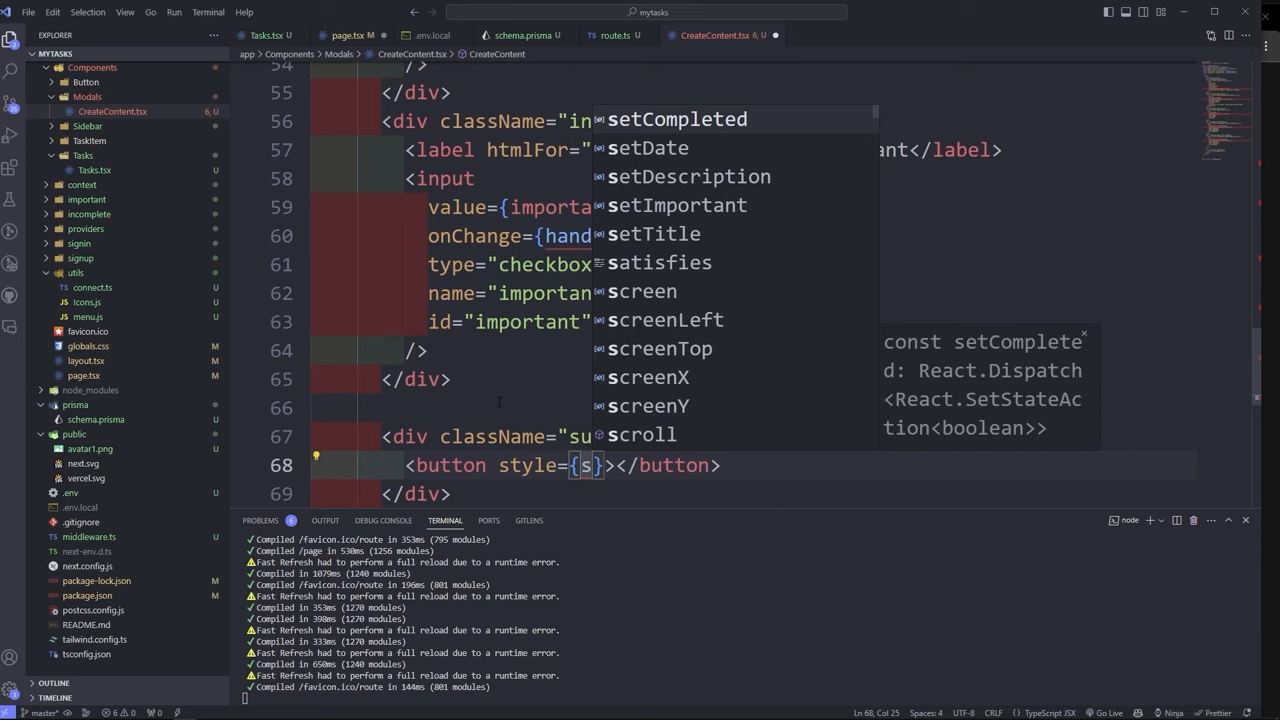 File Edit Selection View Go Run Terminal Help
mytasks
EXPLORER
Tasks.tsx U
page.tsx M
.env.local
schema.prisma U
route.ts U
CreateContent.tsx 6, U
app > Components > Modals > CreateContent.tsx > CreateContent
MYTASKS
Components
Button
Modals
CreateContent.tsx 6, U
Sidebar
TaskItem
Tasks
Tasks.tsx U
context
important
incomplete
providers
signin
signup
utils
connect.ts U
Icons.js U
menu.js U
favicon.ico
globals.css M
layout.tsx M
page.tsx M
node_modules
prisma
schema.prisma U
public
avatar1.png U
next.svg
vercel.svg
.env U
.env.local
.gitignore
middleware.ts U
next-env.d.ts
next.config.js
package-lock.json M
package.json M
postcss.config.js
README.md
tailwind.config.ts
tsconfig.json
OUTLINE
TIMELINE
54 />
55 </div>
56 <div className="in
57 <label htmlFor=" ant</label>
58 <input
59 value={importa
60 onChange={hand
61 type="checkbox
62 name="importan
63 id="important"
64 />
65 </div>
66
67 <div className="su
68 <button style={s}></button>
69 </div>
setCompleted
setDate
setDescription
setImportant
setTitle
satisfies
screen
screenLeft
screenTop
screenX
screenY
scroll
const setComplete
d: React.Dispatch
<React.SetStateAc
tion<boolean>>
PROBLEMS 6 OUTPUT DEBUG CONSOLE TERMINAL PORTS GITLENS
node
✓ Compiled /favicon.ico/route in 353ms (795 modules)
✓ Compiled /page in 530ms (1256 modules)
⚠ Fast Refresh had to perform a full reload due to a runtime error.
✓ Compiled in 1079ms (1240 modules)
✓ Compiled /favicon.ico/route in 196ms (801 modules)
⚠ Fast Refresh had to perform a full reload due to a runtime error.
✓ Compiled in 353ms (1270 modules)
✓ Compiled in 398ms (1270 modules)
⚠ Fast Refresh had to perform a full reload due to a runtime error.
✓ Compiled in 333ms (1270 modules)
⚠ Fast Refresh had to perform a full reload due to a runtime error.
✓ Compiled in 650ms (1240 modules)
⚠ Fast Refresh had to perform a full reload due to a runtime error.
✓ Compiled /favicon.ico/route in 144ms (801 modules)
master* 6 0 0 Ln 68, Col 25 Spaces: 4 UTF-8 CRLF TypeScript JSX Go Live Ninja Prettier